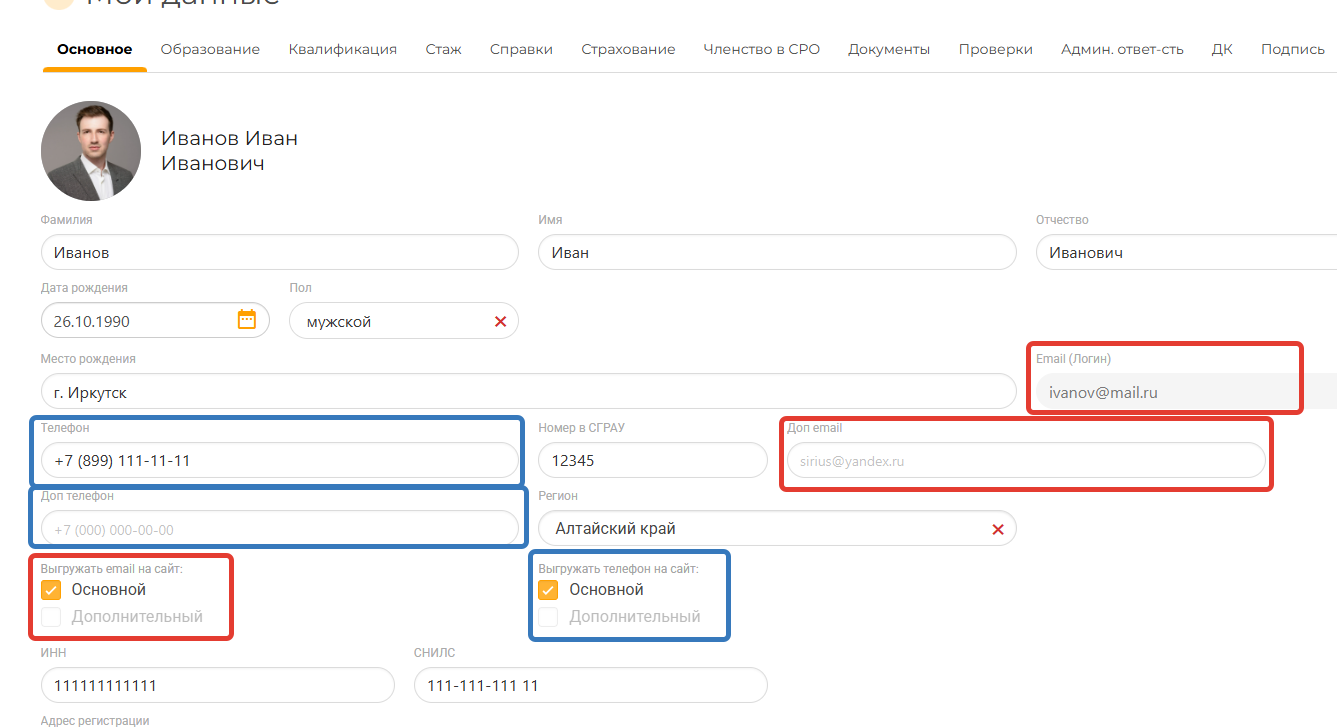 Мои данные
Основное Образование Квалификация Стаж Справки Страхование Членство в СРО Документы Проверки Админ. ответ-сть ДК Подпись
Иванов Иван
Иванович
Фамилия Имя Отчество
Иванов Иван Иванович
Дата рождения Пол
26.10.1990 мужской
Место рождения Email (Логин)
г. Иркутск ivanov@mail.ru
Телефон Номер в СГРАУ Доп email
+7 (899) 111-11-11 12345 sirius@yandex.ru
Доп телефон Регион
+7 (000) 000-00-00 Алтайский край
Выгружать email на сайт: Выгружать телефон на сайт:
Основной Основной
Дополнительный Дополнительный
ИНН СНИЛС
111111111111 111-111-111 11
Адрес регистрации